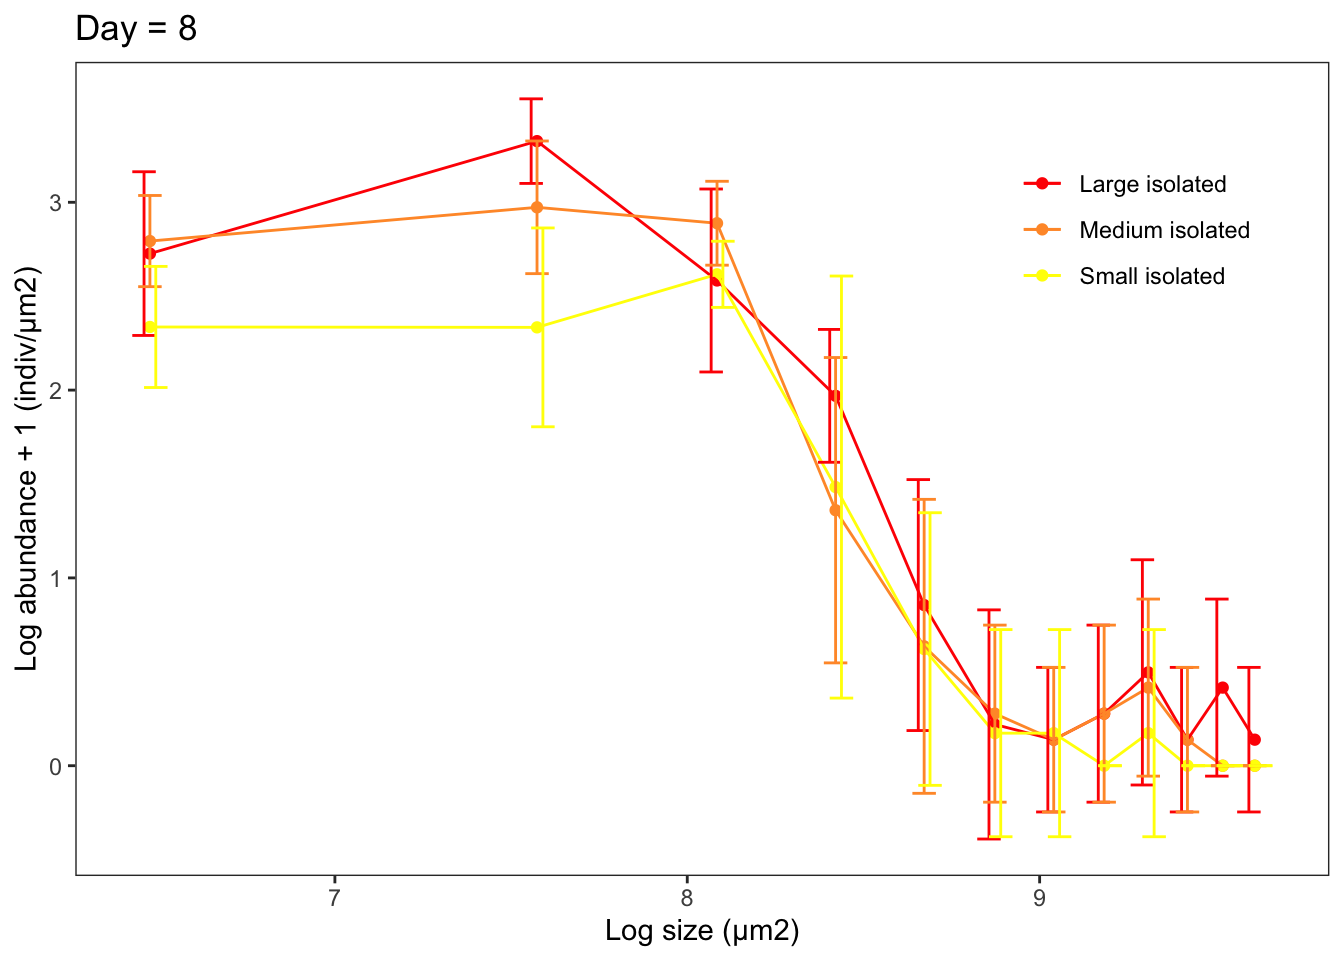 Day = 8
Log abundance + 1 (indiv/µm2)
3
2
1
0
Large isolated
Medium isolated
Small isolated
7
8
9
Log size (µm2)